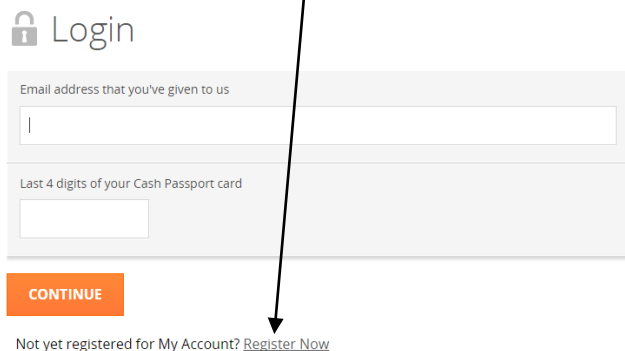 Login
Email address that you've given to us
Last 4 digits of your Cash Passport card
CONTINUE
Not yet registered for My Account? Register Now